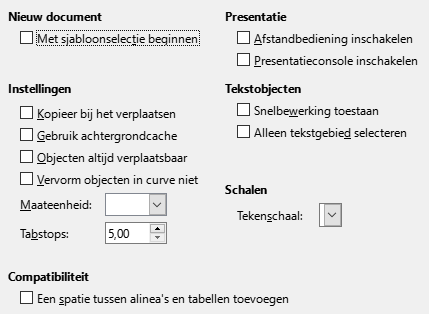 Nieuw document
Met sjabloonselectie beginnen
Instellingen
Kopieer bij het verplaatsen
Gebruik achtergrondcache
Objecten altijd verplaatsbaar
Vervorm objecten in curve niet
Maateenheid:
Tabstops: 5,00
Compatibiliteit
Een spatie tussen alinea's en tabellen toevoegen
Presentatie
Afstandbediening inschakelen
Presentatieconsole inschakelen
Tekstobjecten
Snelbewerking toestaan
Alleen tekstgebied selecteren
Schalen
Tekenschaal: